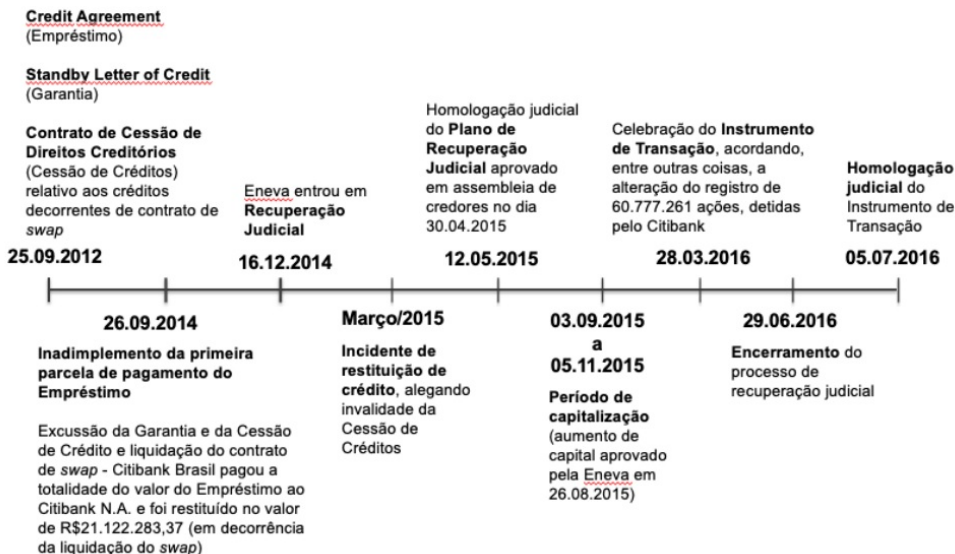 Credit Agreement
(Empréstimo)
Standby Letter of Credit
(Garantia)
Contrato de Cessão de
Direitos Creditórios
(Cessão de Créditos)
relativo aos créditos
decorrentes de contrato de
swap
25.09.2012
Eneva entrou em
Recuperação
Judicial
16.12.2014
Homologação judicial
do Plano de
Recuperação
Judicial aprovado
em assembleia de
credores no dia
30.04.2015
12.05.2015
Celebração do Instrumento
de Transação, acordando,
entre outras coisas, a
alteração do registro de
60.777.261 ações, detidas
pelo Citibank
28.03.2016
Homologação
judicial do
Instrumento de
Transação
05.07.2016
26.09.2014
Inadimplemento da primeira
parcela de pagamento do
Empréstimo
Excussão da Garantia e da Cessão
de Crédito e liquidação do contrato
de swap - Citibank Brasil pagou a
totalidade do valor do Empréstimo ao
Citibank N.A. e foi restituído no valor
de R$21.122.283,37 (em decorrência
da liquidação do swap)
Março/2015
Incidente de
restituição de
crédito, alegando
invalidade da
Cessão de
Créditos
03.09.2015
a
05.11.2015
Período de
capitalização
(aumento de
capital aprovado
pela Eneva em
26.08.2015)
29.06.2016
Encerramento do
processo de
recuperação judicial